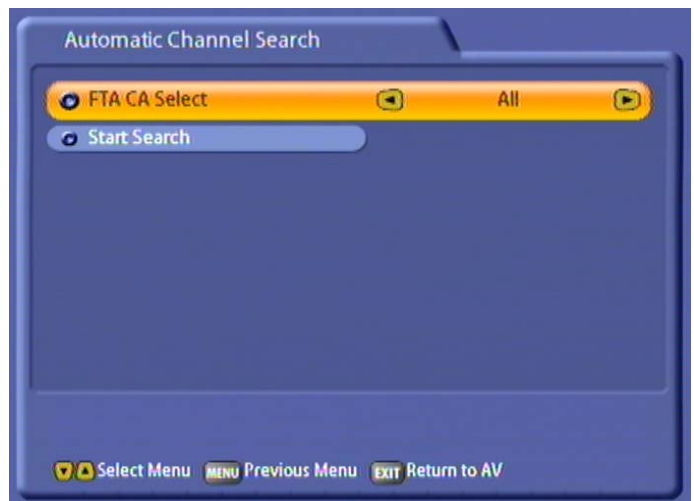 Automatic Channel Search
FTA CA Select All
Start Search
Select Menu MENU Previous Menu EXIT Return to AV